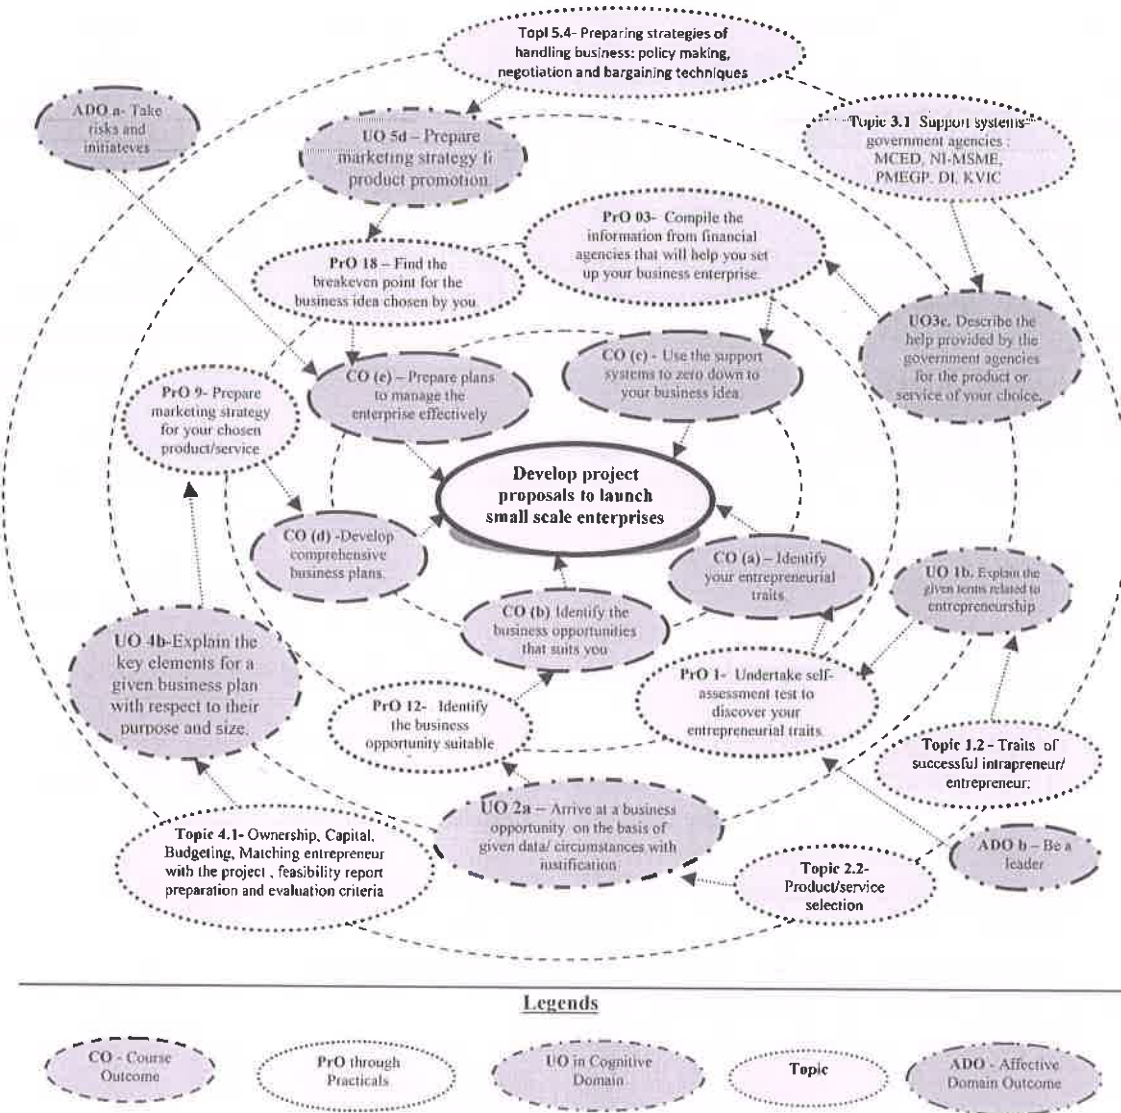 Topl 5.4- Preparing strategies of
handling business: policy making,
negotiation and bargaining techniques
ADO a- Take
risks and
initiateves
UO 5d – Prepare
marketing strategy fi
product promotion
Topic 3.1 Support systems-
government agencies :
MCED, NI-MSME,
PMEGP, DI, KVIC
PrO 03- Compile the
information from financial
agencies that will help you set
up your business enterprise.
PrO 18 – Find the
breakeven point for the
business idea chosen by you.
UO3c. Describe the
help provided by the
government agencies
for the product or
service of your choice.
CO (e) – Prepare plans
to manage the
enterprise effectively
CO (c) - Use the support
systems to zero down to
your business idea.
PrO 9- Prepare
marketing strategy
for your chosen
product/service
Develop project
proposals to launch
small scale enterprises
CO (d) -Develop
comprehensive
business plans.
CO (a) – Identify
your entrepreneurial
traits.
UO 1b. Explain the
given terms related to
entrepreneurship
CO (b) Identify the
business opportunities
that suits you
UO 4b-Explain the
key elements for a
given business plan
with respect to their
purpose and size.
PrO 1- Undertake self-
assessment test to
discover your
entrepreneurial traits.
PrO 12- Identify
the business
opportunity suitable
Topic 1.2 - Traits of
successful intrapreneur/
entrepreneur:
UO 2a – Arrive at a business
opportunity on the basis of
given data/ circumstances with
justification
Topic 4.1- Ownership, Capital,
Budgeting, Matching entrepreneur
with the project , feasibility report
preparation and evaluation criteria
ADO b – Be a
leader
Topic 2.2-
Product/service
selection
Legends
CO - Course
Outcome
PrO through
Practicals
UO in Cognitive
Domain
Topic
ADO - Affective
Domain Outcome